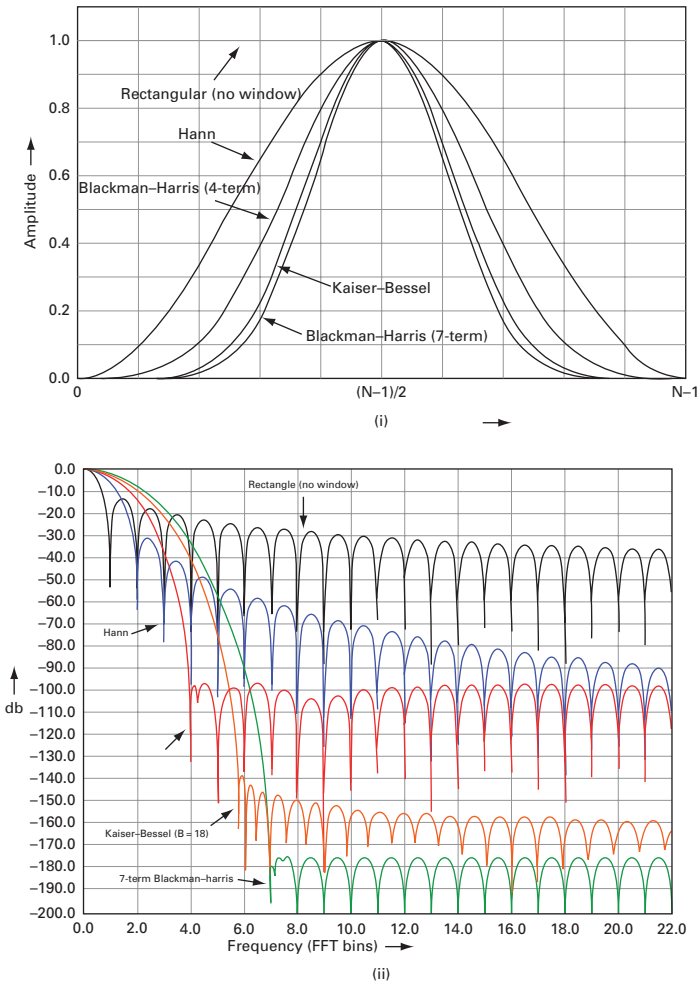 1.0
Rectangular (no window)
0.8
Hann
Amplitude
0.6
Blackman–Harris (4-term)
0.4
Kaiser–Bessel
0.2
Blackman–Harris (7-term)
0.0
0
(N–1)/2
N–1
(i)
0.0
–10.0
Rectangle (no window)
–20.0
–30.0
–40.0
–50.0
–60.0
–70.0
Hann
–80.0
–90.0
–100.0
db
–110.0
–120.0
–130.0
–140.0
–150.0
–160.0
Kaiser–Bessel (B = 18)
–170.0
–180.0
7-term Blackman–harris
–190.0
–200.0
0.0 2.0 4.0 6.0 8.0 10.0 12.0 14.0 16.0 18.0 20.0 22.0
Frequency (FFT bins)
(ii)